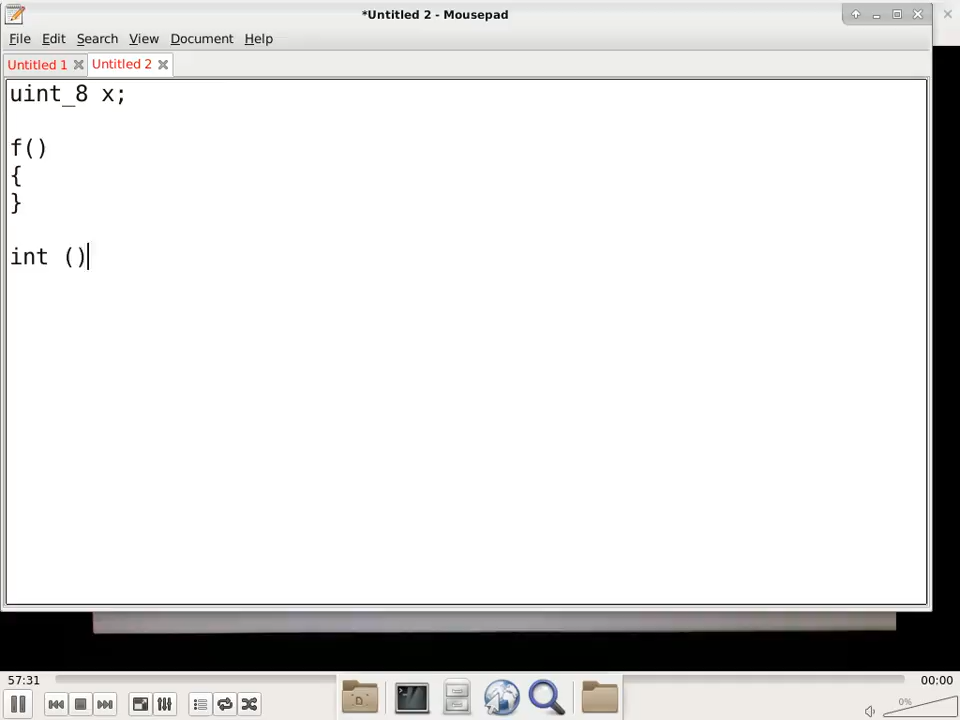 *Untitled 2 - Mousepad
File Edit Search View Document Help
Untitled 1 Untitled 2
uint_8 x;
f()
{
}
int ()
57:31 00:00
0%